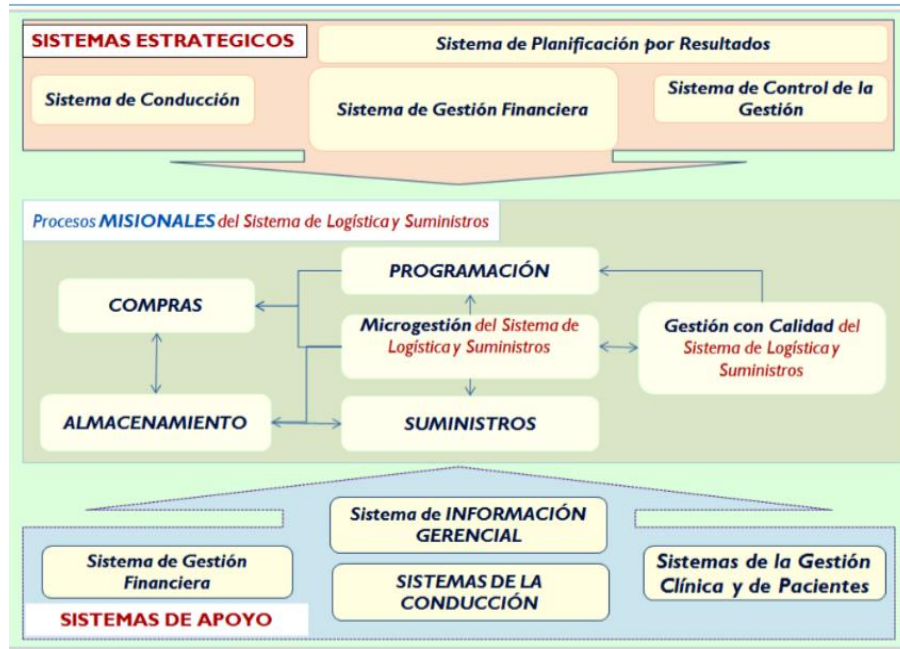 SISTEMAS ESTRATEGICOS
Sistema de Planificación por Resultados
Sistema de Conducción
Sistema de Gestión Financiera
Sistema de Control de la
Gestión
Procesos MISIONALES del Sistema de Logística y Suministros
PROGRAMACIÓN
COMPRAS
Microgestión del Sistema de
Logística y Suministros
Gestión con Calidad del
Sistema de Logística y
Suministros
ALMACENAMIENTO
SUMINISTROS
Sistema de INFORMACIÓN
GERENCIAL
Sistema de Gestión
Financiera
SISTEMAS DE LA
CONDUCCIÓN
Sistemas de la Gestión
Clínica y de Pacientes
SISTEMAS DE APOYO